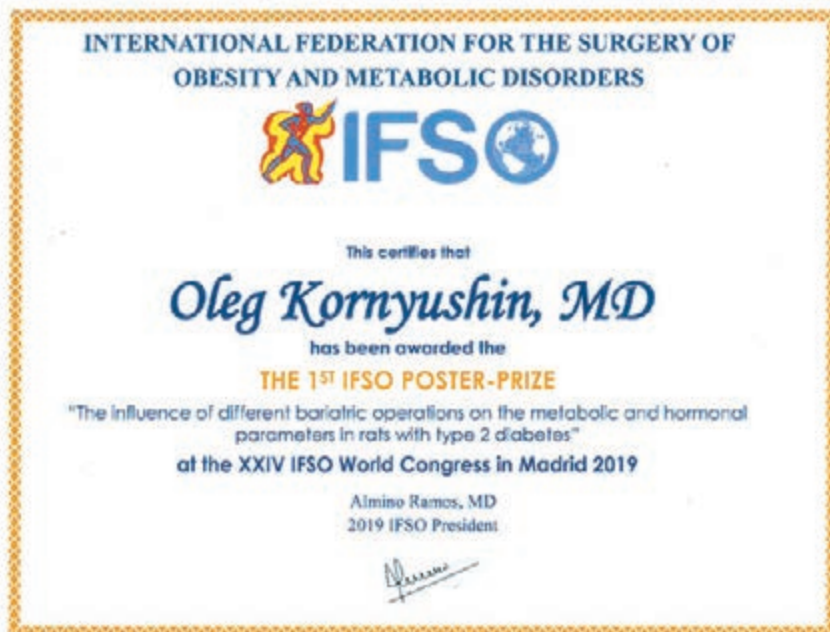 INTERNATIONAL FEDERATION FOR THE SURGERY OF
OBESITY AND METABOLIC DISORDERS
IFSO
This certifies that
Oleg Kornyushin, MD
has been awarded the
THE 1ST IFSO POSTER-PRIZE
"The influence of different bariatric operations on the metabolic and hormonal
parameters in rats with type 2 diabetes"
at the XXIV IFSO World Congress in Madrid 2019
Almino Ramos, MD
2019 IFSO President